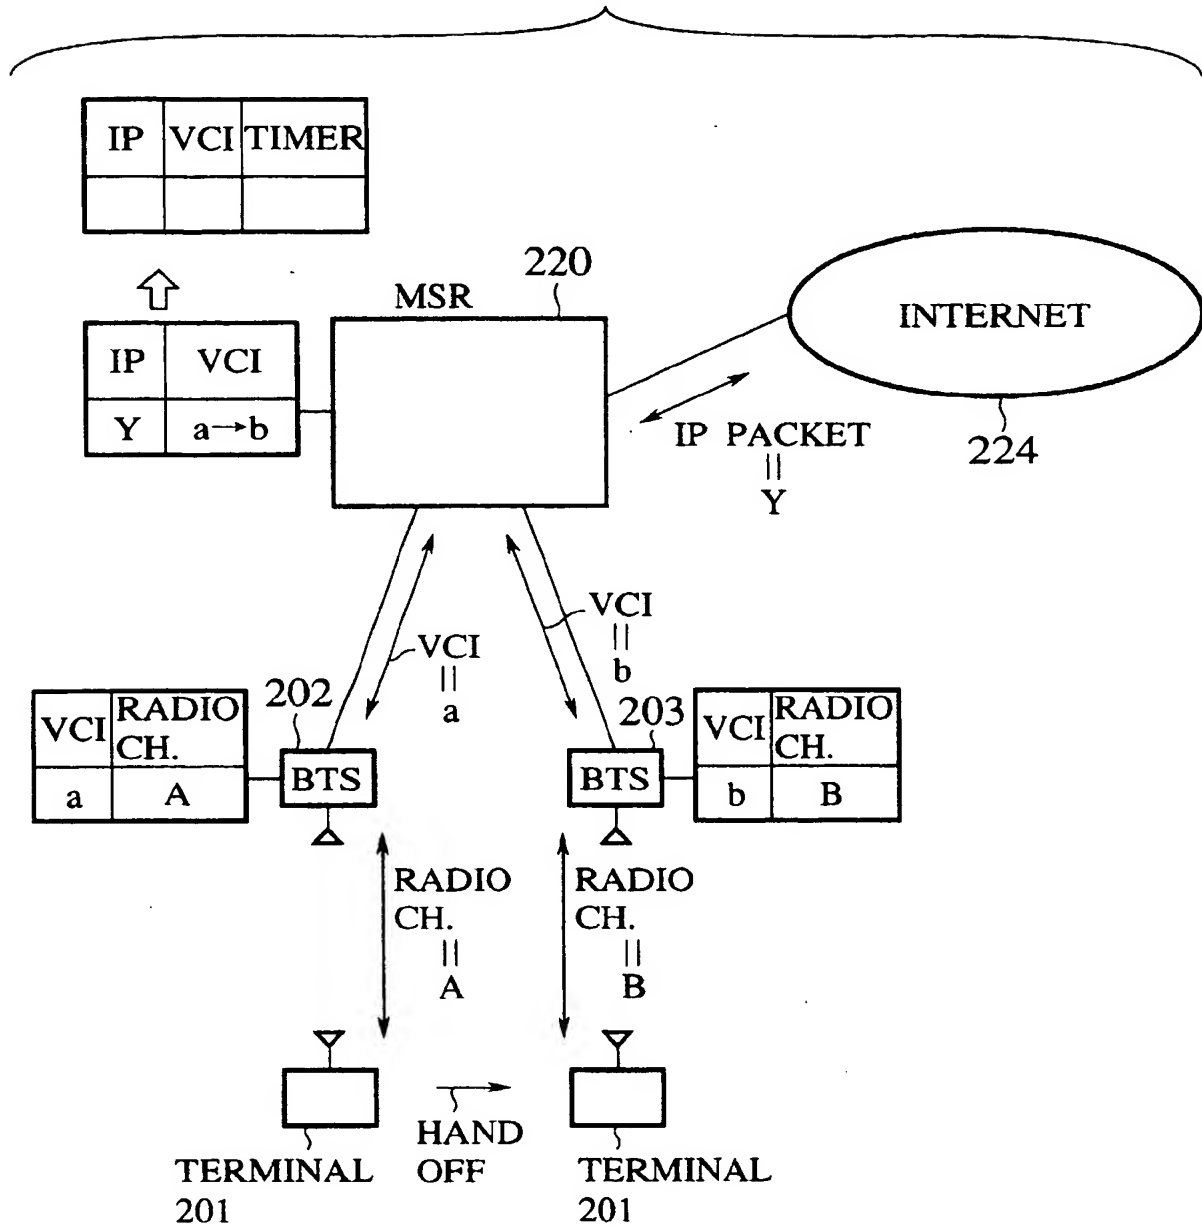 IP VCI TIMER
220
MSR
INTERNET
IP VCI
Y a→b
IP PACKET
||
Y
224
VCI
||
a
VCI
||
b
202
203
VCI RADIO CH.
a A
BTS
BTS
VCI RADIO CH.
b B
RADIO
CH.
||
A
RADIO
CH.
||
B
HAND
OFF
TERMINAL
201
TERMINAL
201